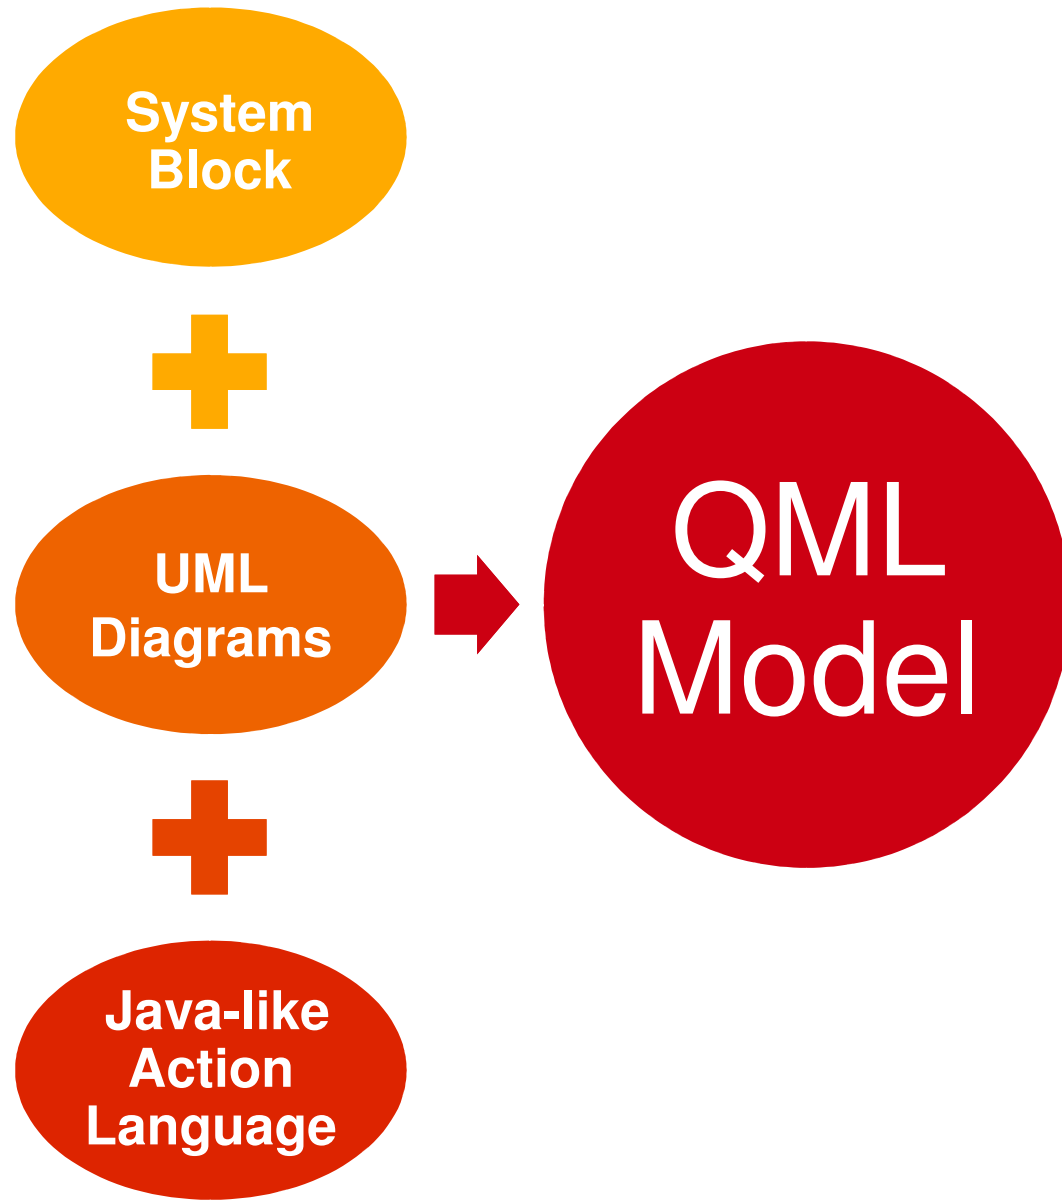 System
Block
UML
Diagrams
Java-like
Action
Language
QML
Model